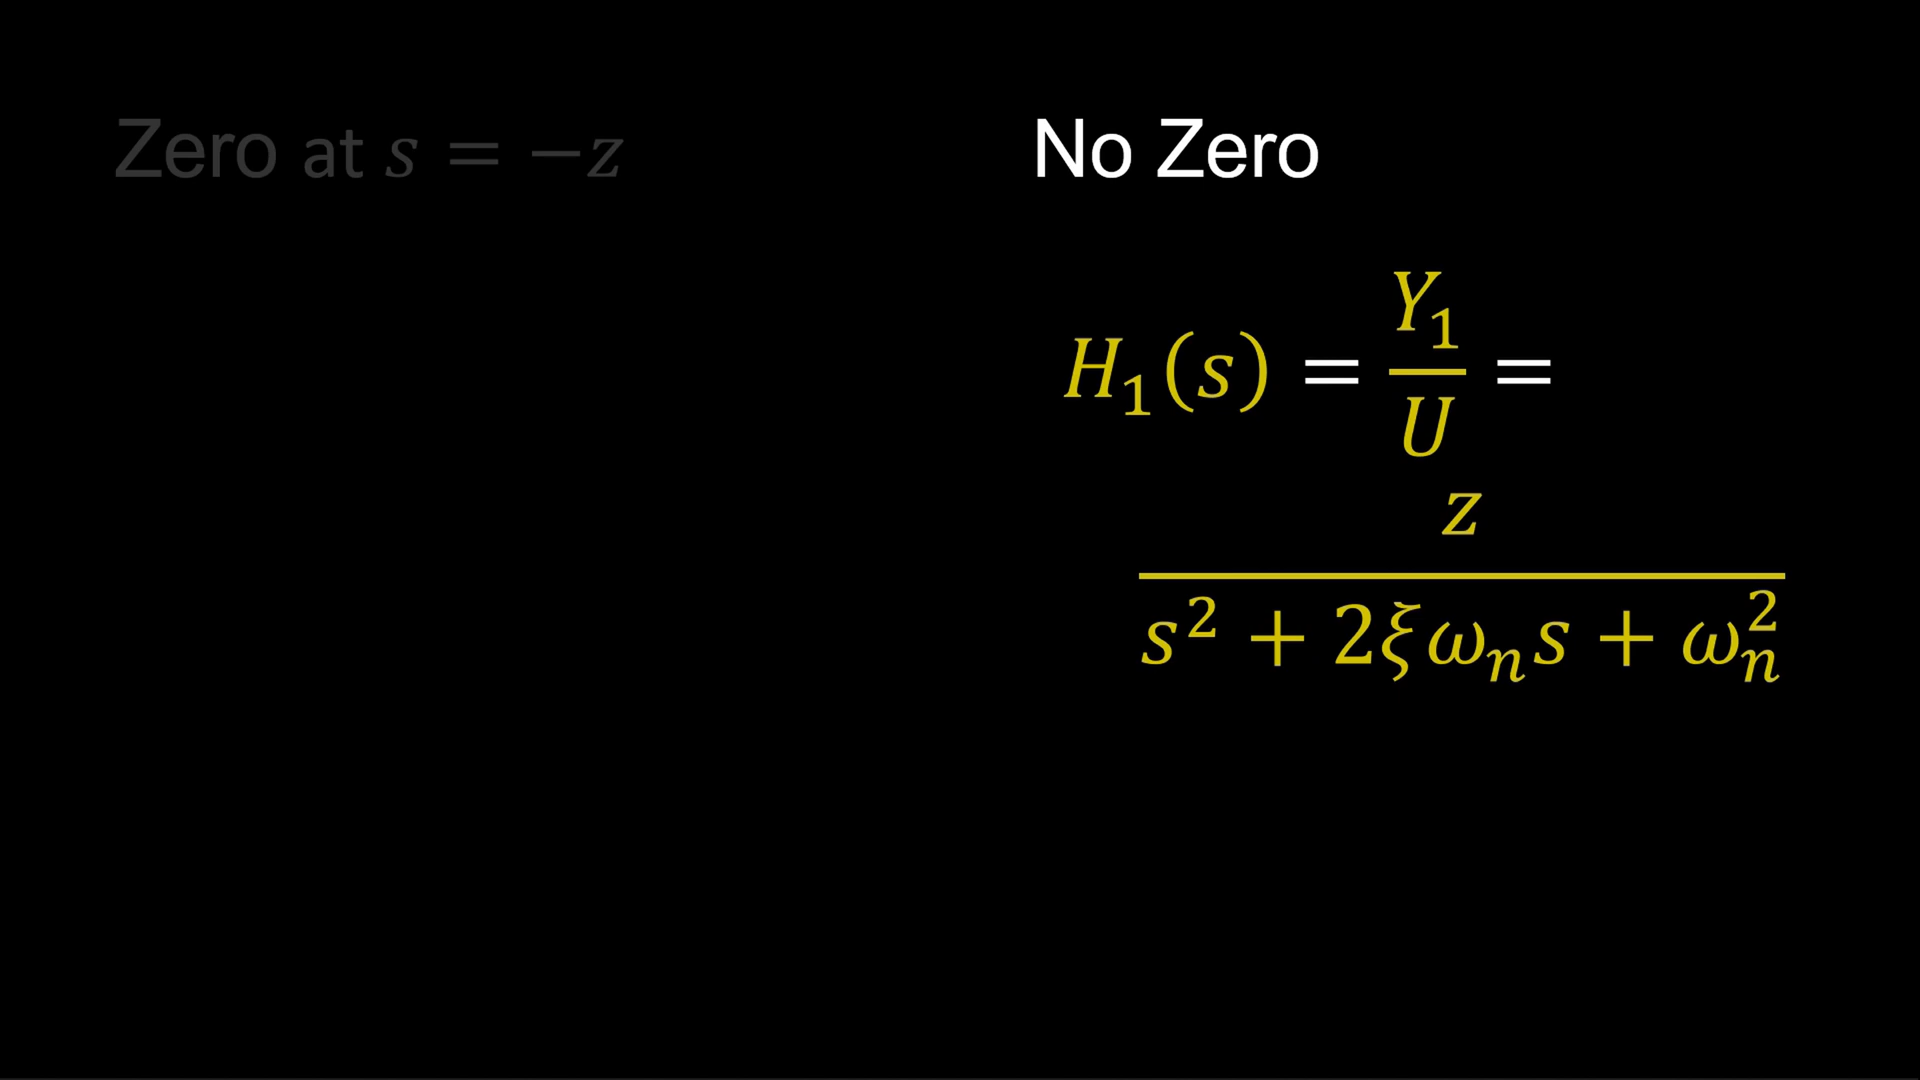 Zero at s = −z
No Zero
H₁(s) = Y₁/U =
z
s² + 2ξωₙs + ωₙ²